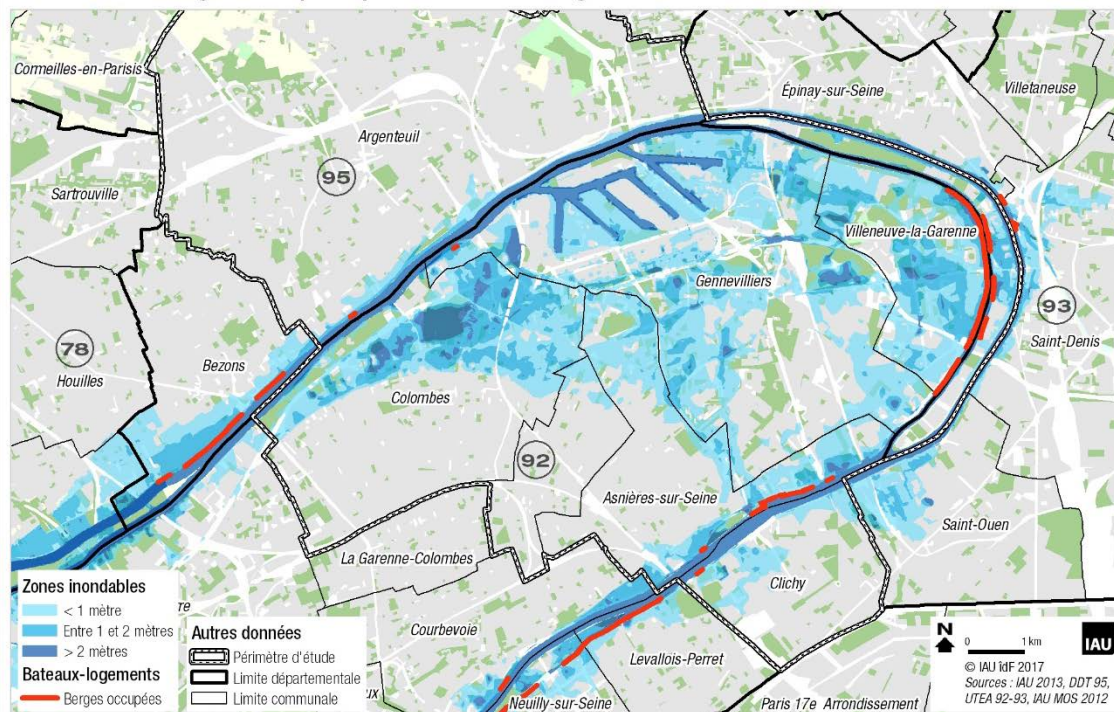 Cormeilles-en-Parisis
Épinay-sur-Seine
Villetaneuse
Argenteuil
95
Sartrouville
Villeneuve-la-Garenne
Gennevilliers
93
Saint-Denis
78
Houilles
Bezons
Colombes
92
Asnières-sur-Seine
Saint-Ouen
La Garenne-Colombes
Clichy
Courbevoie
Levallois-Perret
Neuilly-sur-Seine
Paris 17e Arrondissement
Zones inondables
< 1 mètre
Entre 1 et 2 mètres
> 2 mètres
Bateaux-logements
Berges occupées
Autres données
Périmètre d'étude
Limite départementale
Limite communale
N
0 1 km
IAU
© IAU îdF 2017
Sources : IAU 2013, DDT 95,
UTEA 92-93, IAU MOS 2012